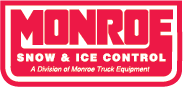 MONROE
SNOW & ICE CONTROL
A Division of Monroe Truck Equipment